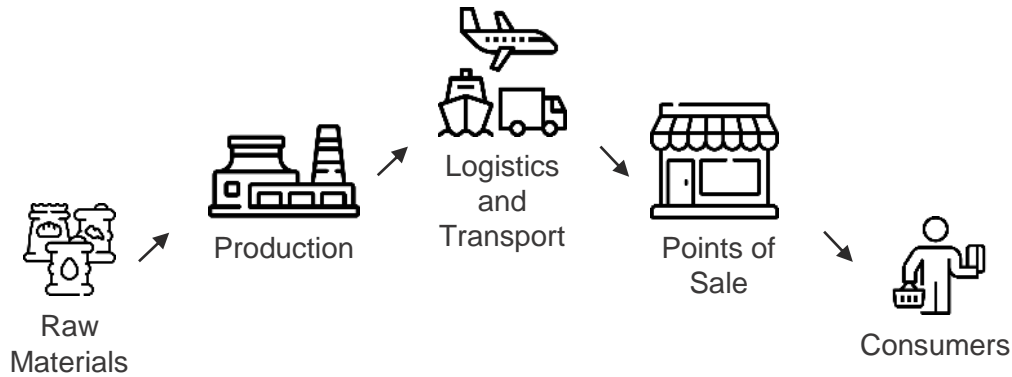 Raw
Materials
Production
Logistics
and
Transport
Points of
Sale
Consumers